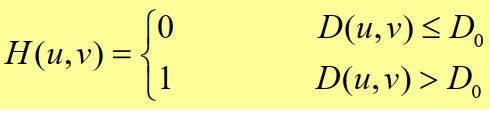 H(u,v) = { 0 D(u,v) ≤ D₀
1 D(u,v) > D₀